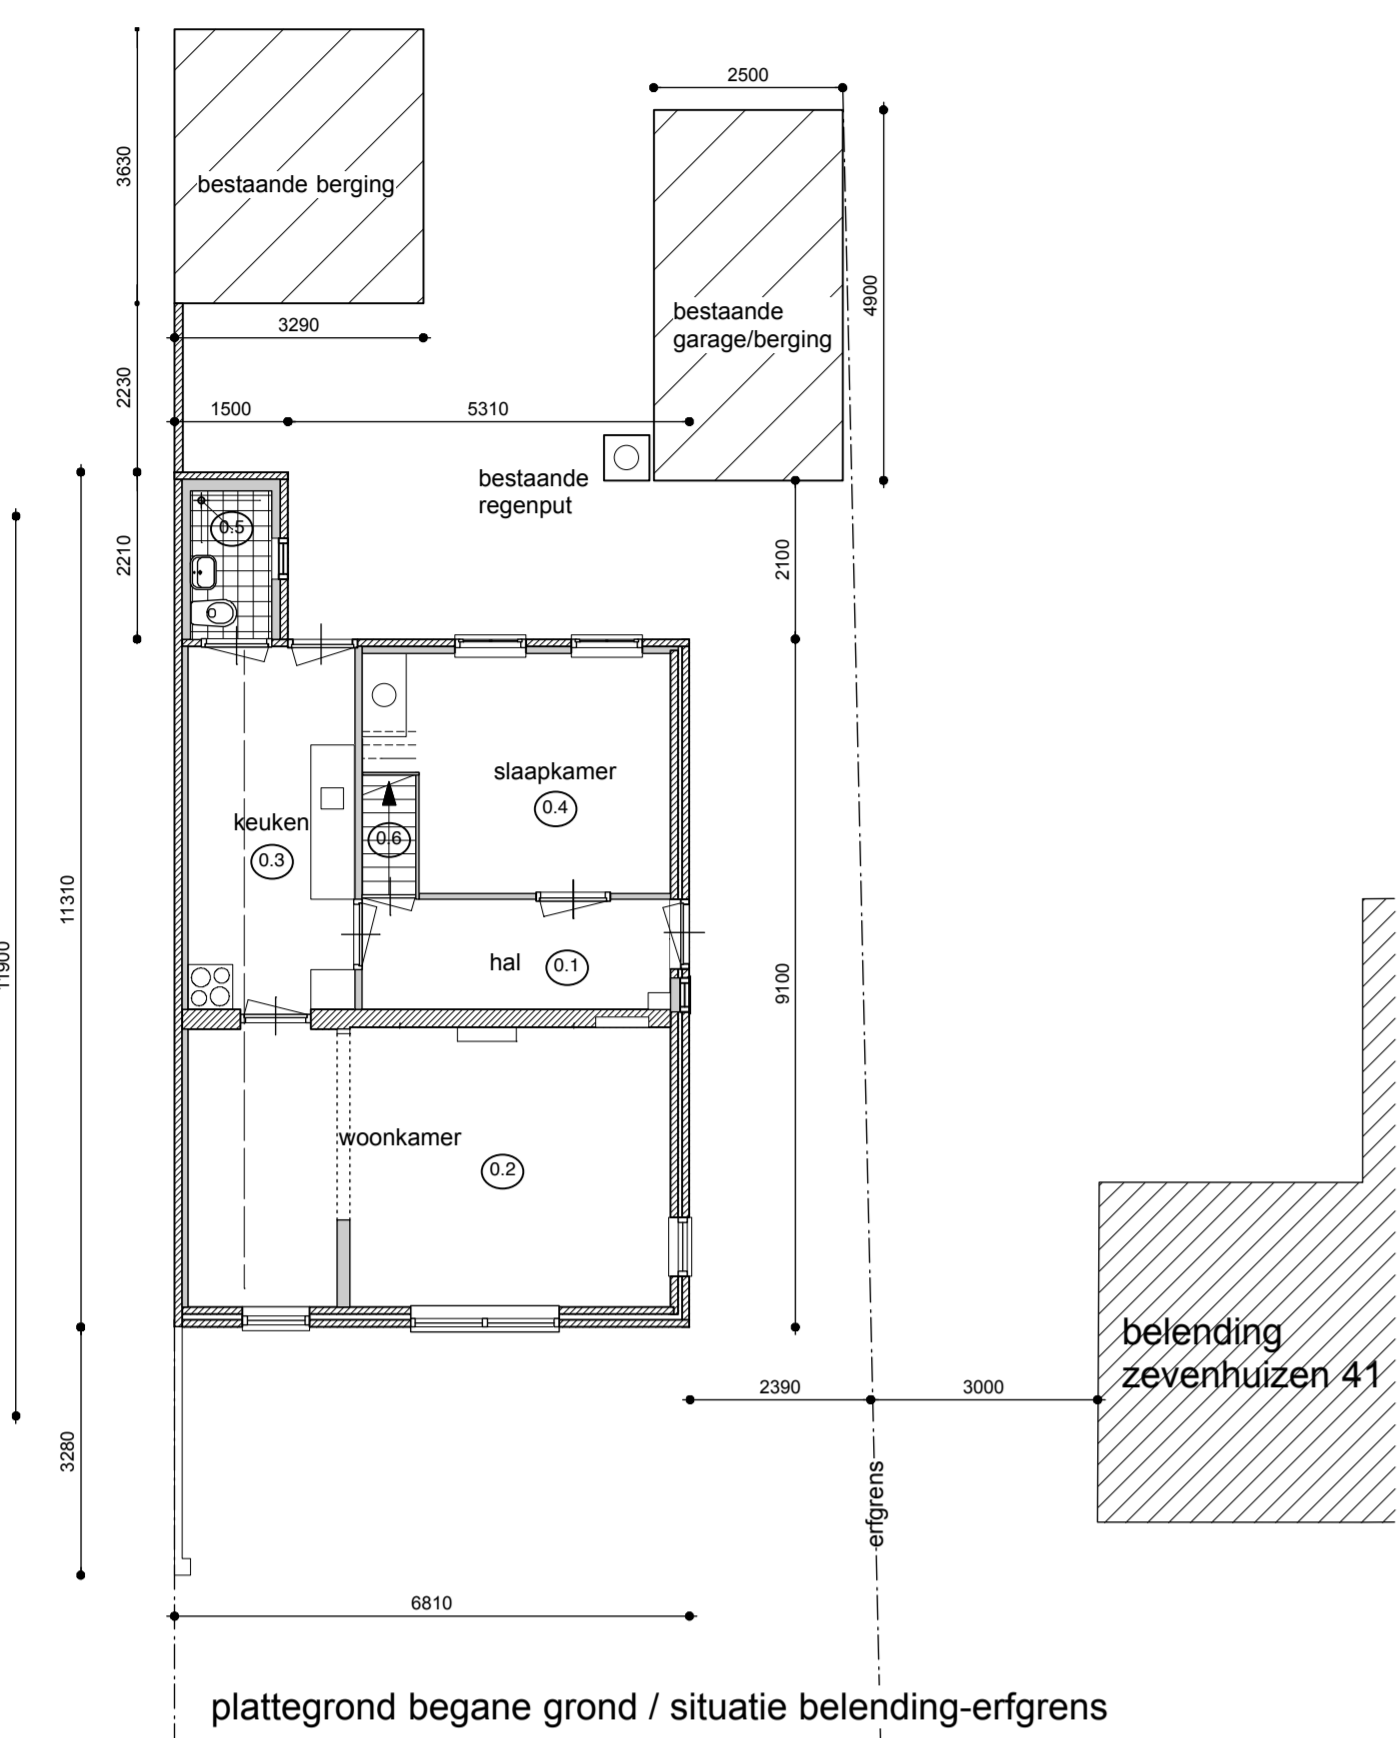 2500
3630
bestaande berging
4900
bestaande
garage/berging
3290
2230
1500
5310
bestaande
regenput
0.5
2210
2100
slaapkamer
0.4
keuken
0.6
0.3
11310
11900
hal
0.1
9100
woonkamer
0.2
belending
zevenhuizen 41
2390
3000
3280
erfgrens
6810
plattegrond begane grond / situatie belending-erfgrens